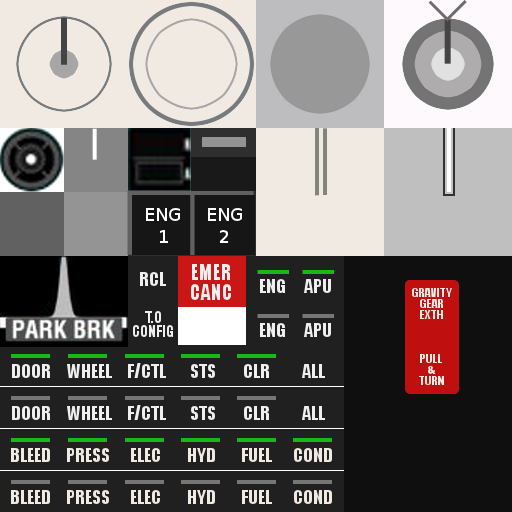 ENG ENG
1 2
RCL EMER
CANC
ENG APU
PARK BRK
T.O
CONFIG
ENG APU
GRAVITY
GEAR
EXTH
PULL
&
TURN
DOOR WHEEL F/CTL STS CLR ALL
DOOR WHEEL F/CTL STS CLR ALL
BLEED PRESS ELEC HYD FUEL COND
BLEED PRESS ELEC HYD FUEL COND